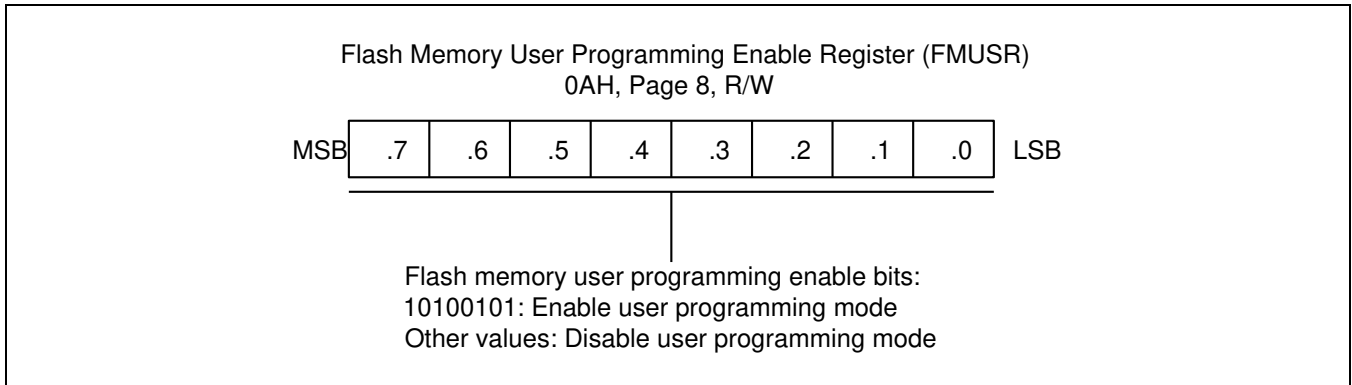 Flash Memory User Programming Enable Register (FMUSR)
0AH, Page 8, R/W
MSB .7 .6 .5 .4 .3 .2 .1 .0 LSB
Flash memory user programming enable bits:
10100101: Enable user programming mode
Other values: Disable user programming mode